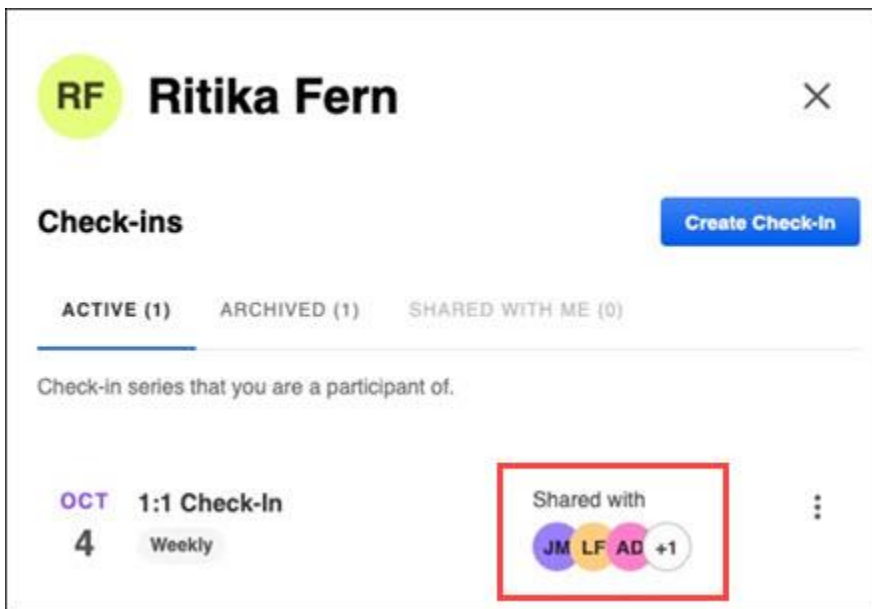 RF Ritika Fern
Check-ins
Create Check-In
ACTIVE (1) ARCHIVED (1) SHARED WITH ME (0)
Check-in series that you are a participant of.
OCT 1:1 Check-In Shared with
4 Weekly JM LF AD +1